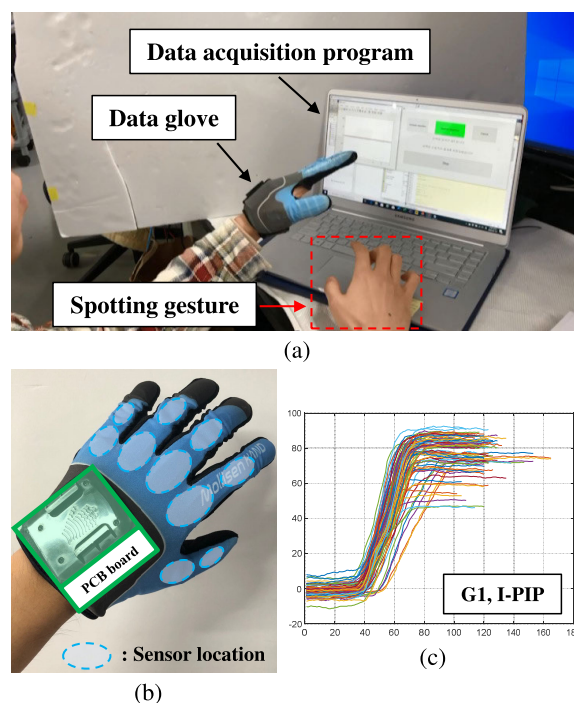 Data acquisition program
Data glove
Spotting gesture
(a)
PCB board
: Sensor location
(b)
100
80
60
40
20
0
-20
0
20
40
60
80
100
120
140
160
18
G1, I-PIP
(c)